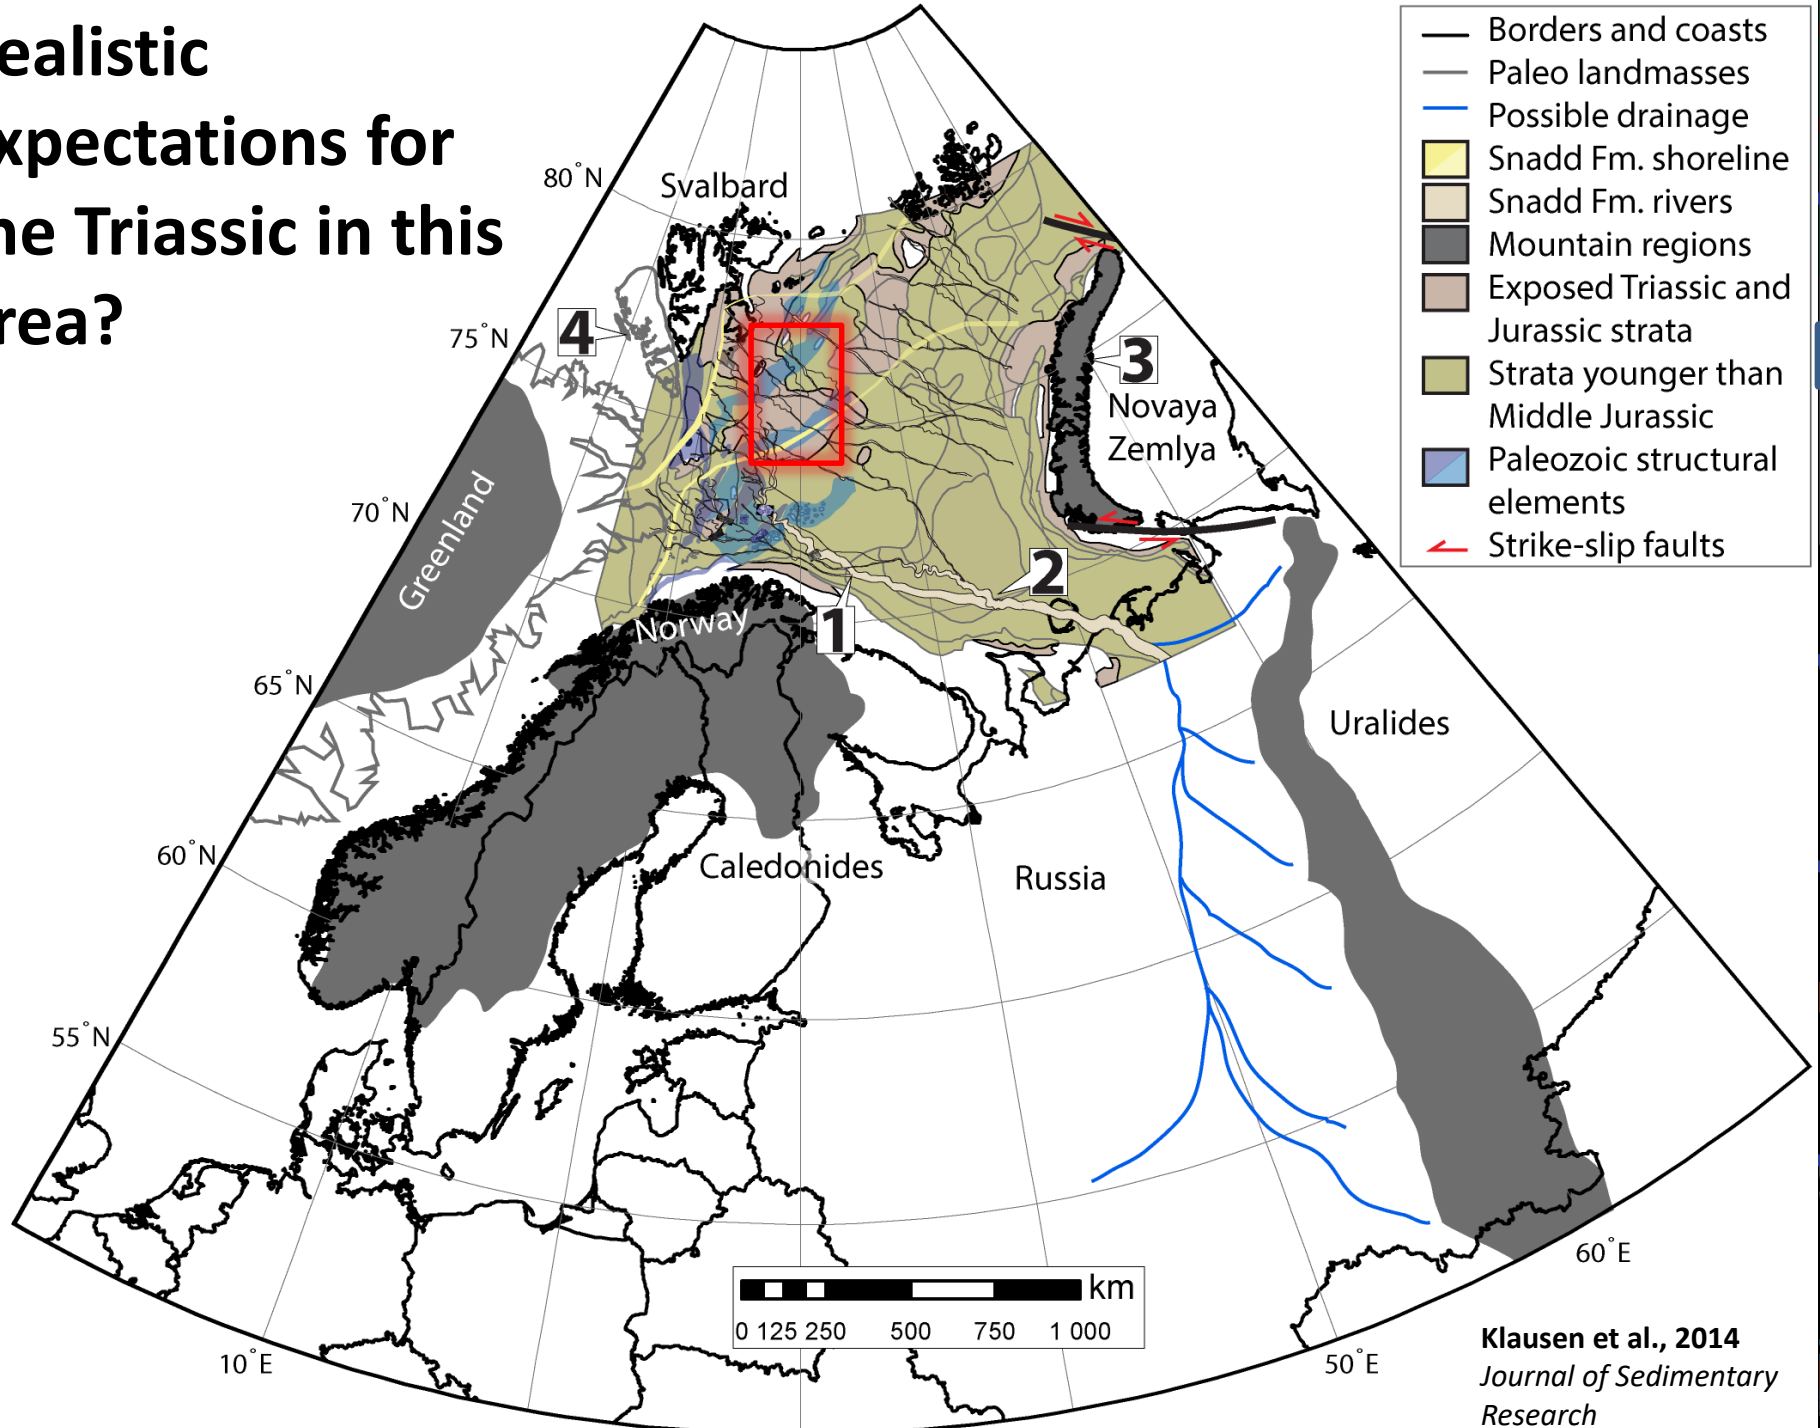 ealistic
xpectations for
ne Triassic in this
rea?
Borders and coasts
Paleo landmasses
Possible drainage
Snadd Fm. shoreline
Snadd Fm. rivers
Mountain regions
Exposed Triassic and
Jurassic strata
Strata younger than
Middle Jurassic
Paleozoic structural
elements
Strike-slip faults
80°N
Svalbard
75°N
4
3
Novaya
Zemlya
70°N
Greenland
2
1
Norway
65°N
Uralides
60°N
Caledonides
Russia
55°N
60°E
km
0 125 250 500 750 1 000
10°E
50°E
Klausen et al., 2014
Journal of Sedimentary
Research